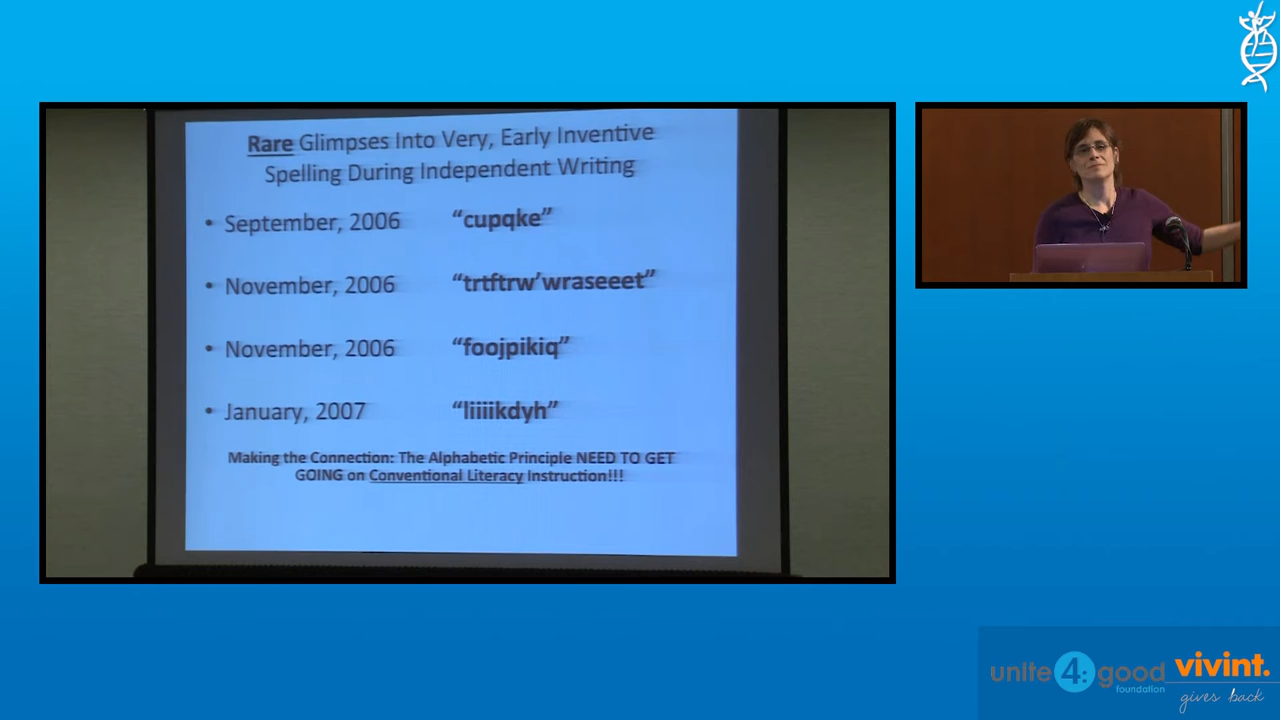 Rare Glimpses Into Very, Early Inventive
Spelling During Independent Writing
• September, 2006 “cupqke”
• November, 2006 “trtftrw’wraseeet”
• November, 2006 “foojpikiq”
• January, 2007 “liiiikdyh”
Making the Connection: The Alphabetic Principle NEED TO GET
GOING on Conventional Literacy Instruction!!!
unite 4: good
foundation
vivint.
gives back